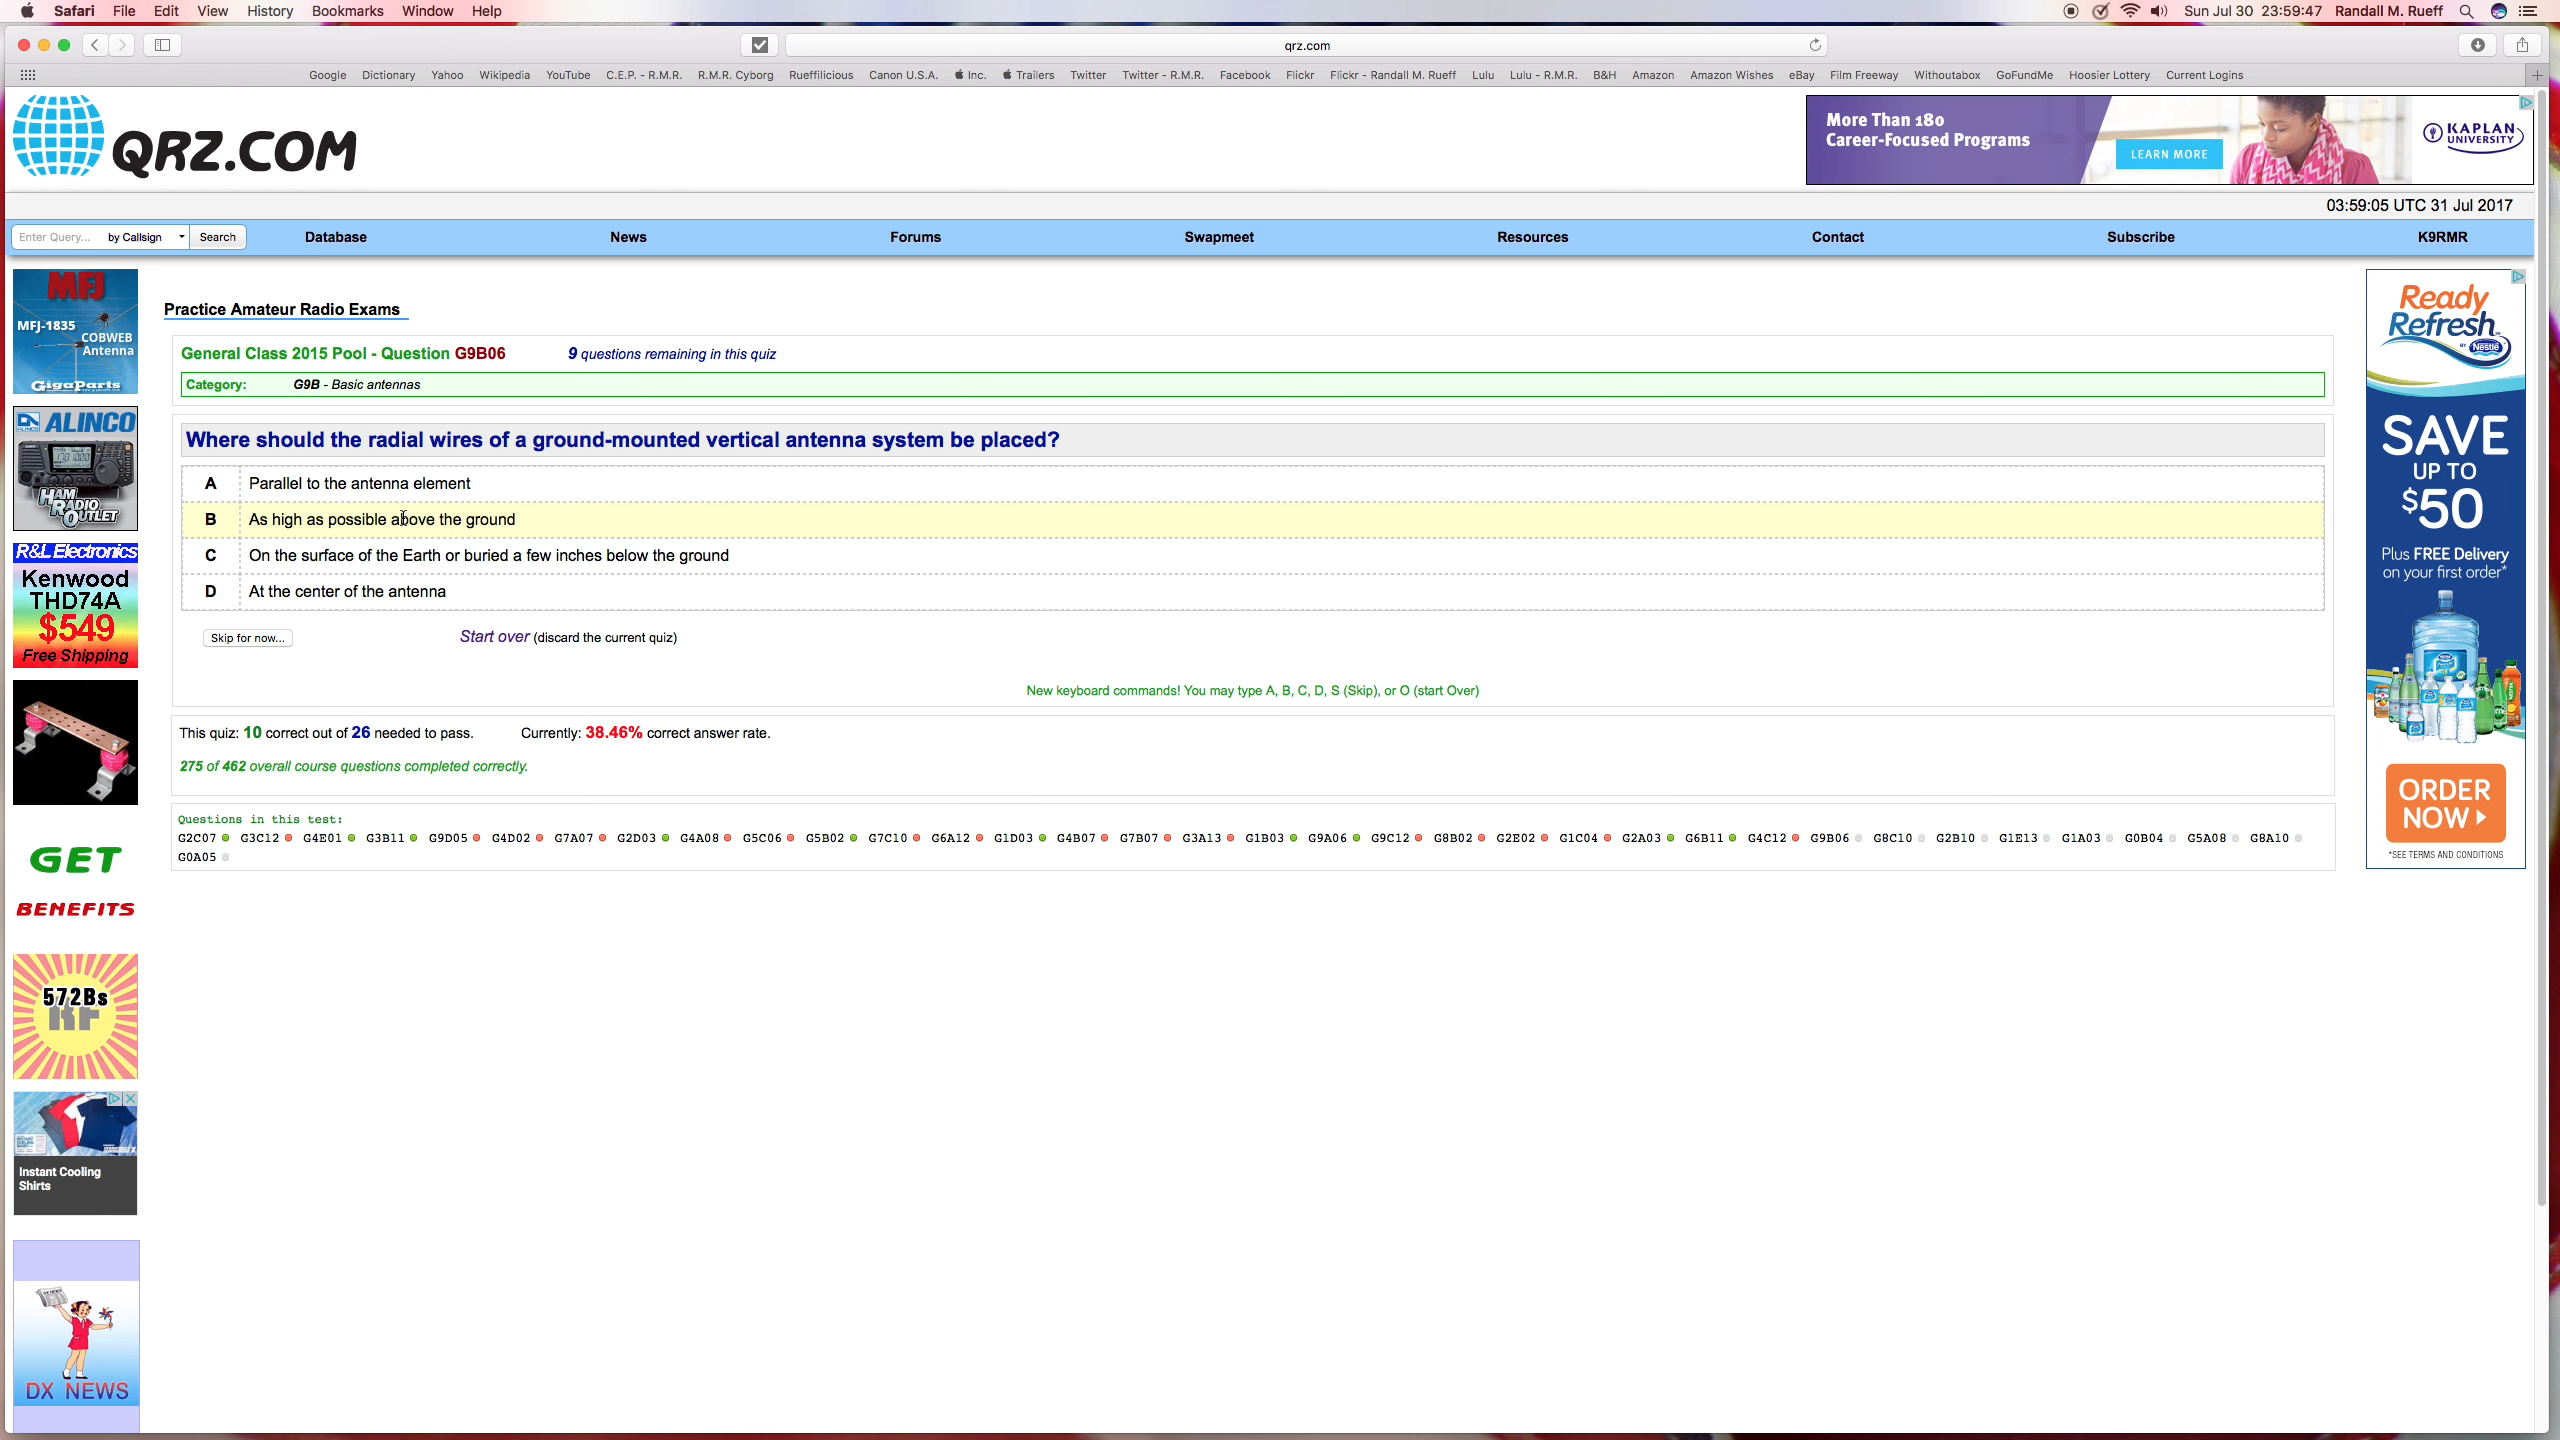 Safari File Edit View History Bookmarks Window Help Sun Jul 30 23:59:47 Randall M. Rueff
qrz.com
Google Dictionary Yahoo Wikipedia YouTube C.E.P. - R.M.R. R.M.R. Cyborg Rueffilicious Canon U.S.A. Inc. Trailers Twitter Twitter - R.M.R. Facebook Flickr Flickr - Randall M. Rueff Lulu Lulu - R.M.R. B&H Amazon Amazon Wishes eBay Film Freeway Withoutabox GoFundMe Hoosier Lottery Current Logins
QRZ.COM
More Than 180
Career-Focused Programs
LEARN MORE
KAPLAN
UNIVERSITY
03:59:05 UTC 31 Jul 2017
Enter Query... by Callsign Search Database News Forums Swapmeet Resources Contact Subscribe K9RMR
MFJ
MFJ-1835
COBWEB
Antenna
GigaParts
ALINCO
HAM
RADIO
OUTLET
R&L Electronics
Kenwood
THD74A
$549
Free Shipping
GET
BENEFITS
572Bs
RF
Instant Cooling
Shirts
DX NEWS
Practice Amateur Radio Exams
General Class 2015 Pool - Question G9B06 9 questions remaining in this quiz
Category: G9B - Basic antennas
Where should the radial wires of a ground-mounted vertical antenna system be placed?
A Parallel to the antenna element
B As high as possible above the ground
C On the surface of the Earth or buried a few inches below the ground
D At the center of the antenna
Skip for now... Start over (discard the current quiz)
New keyboard commands! You may type A, B, C, D, S (Skip), or O (start Over)
This quiz: 10 correct out of 26 needed to pass. Currently: 38.46% correct answer rate.
275 of 462 overall course questions completed correctly.
Questions in this test:
G2C07 G3C12 G4E01 G3B11 G9D05 G4D02 G7A07 G2D03 G4A08 G5C06 G5B02 G7C10 G6A12 G1D03 G4B07 G7B07 G3A13 G1B03 G9A06 G9C12 G8B02 G2E02 G1C04 G2A03 G6B11 G4C12 G9B06 G8C10 G2B10 G1E13 G1A03 G0B04 G5A08 G8A10
G0A05
Ready
Refresh
BY Nestlé
SAVE
UP TO
$50
Plus FREE Delivery
on your first order*
ORDER
NOW
*SEE TERMS AND CONDITIONS